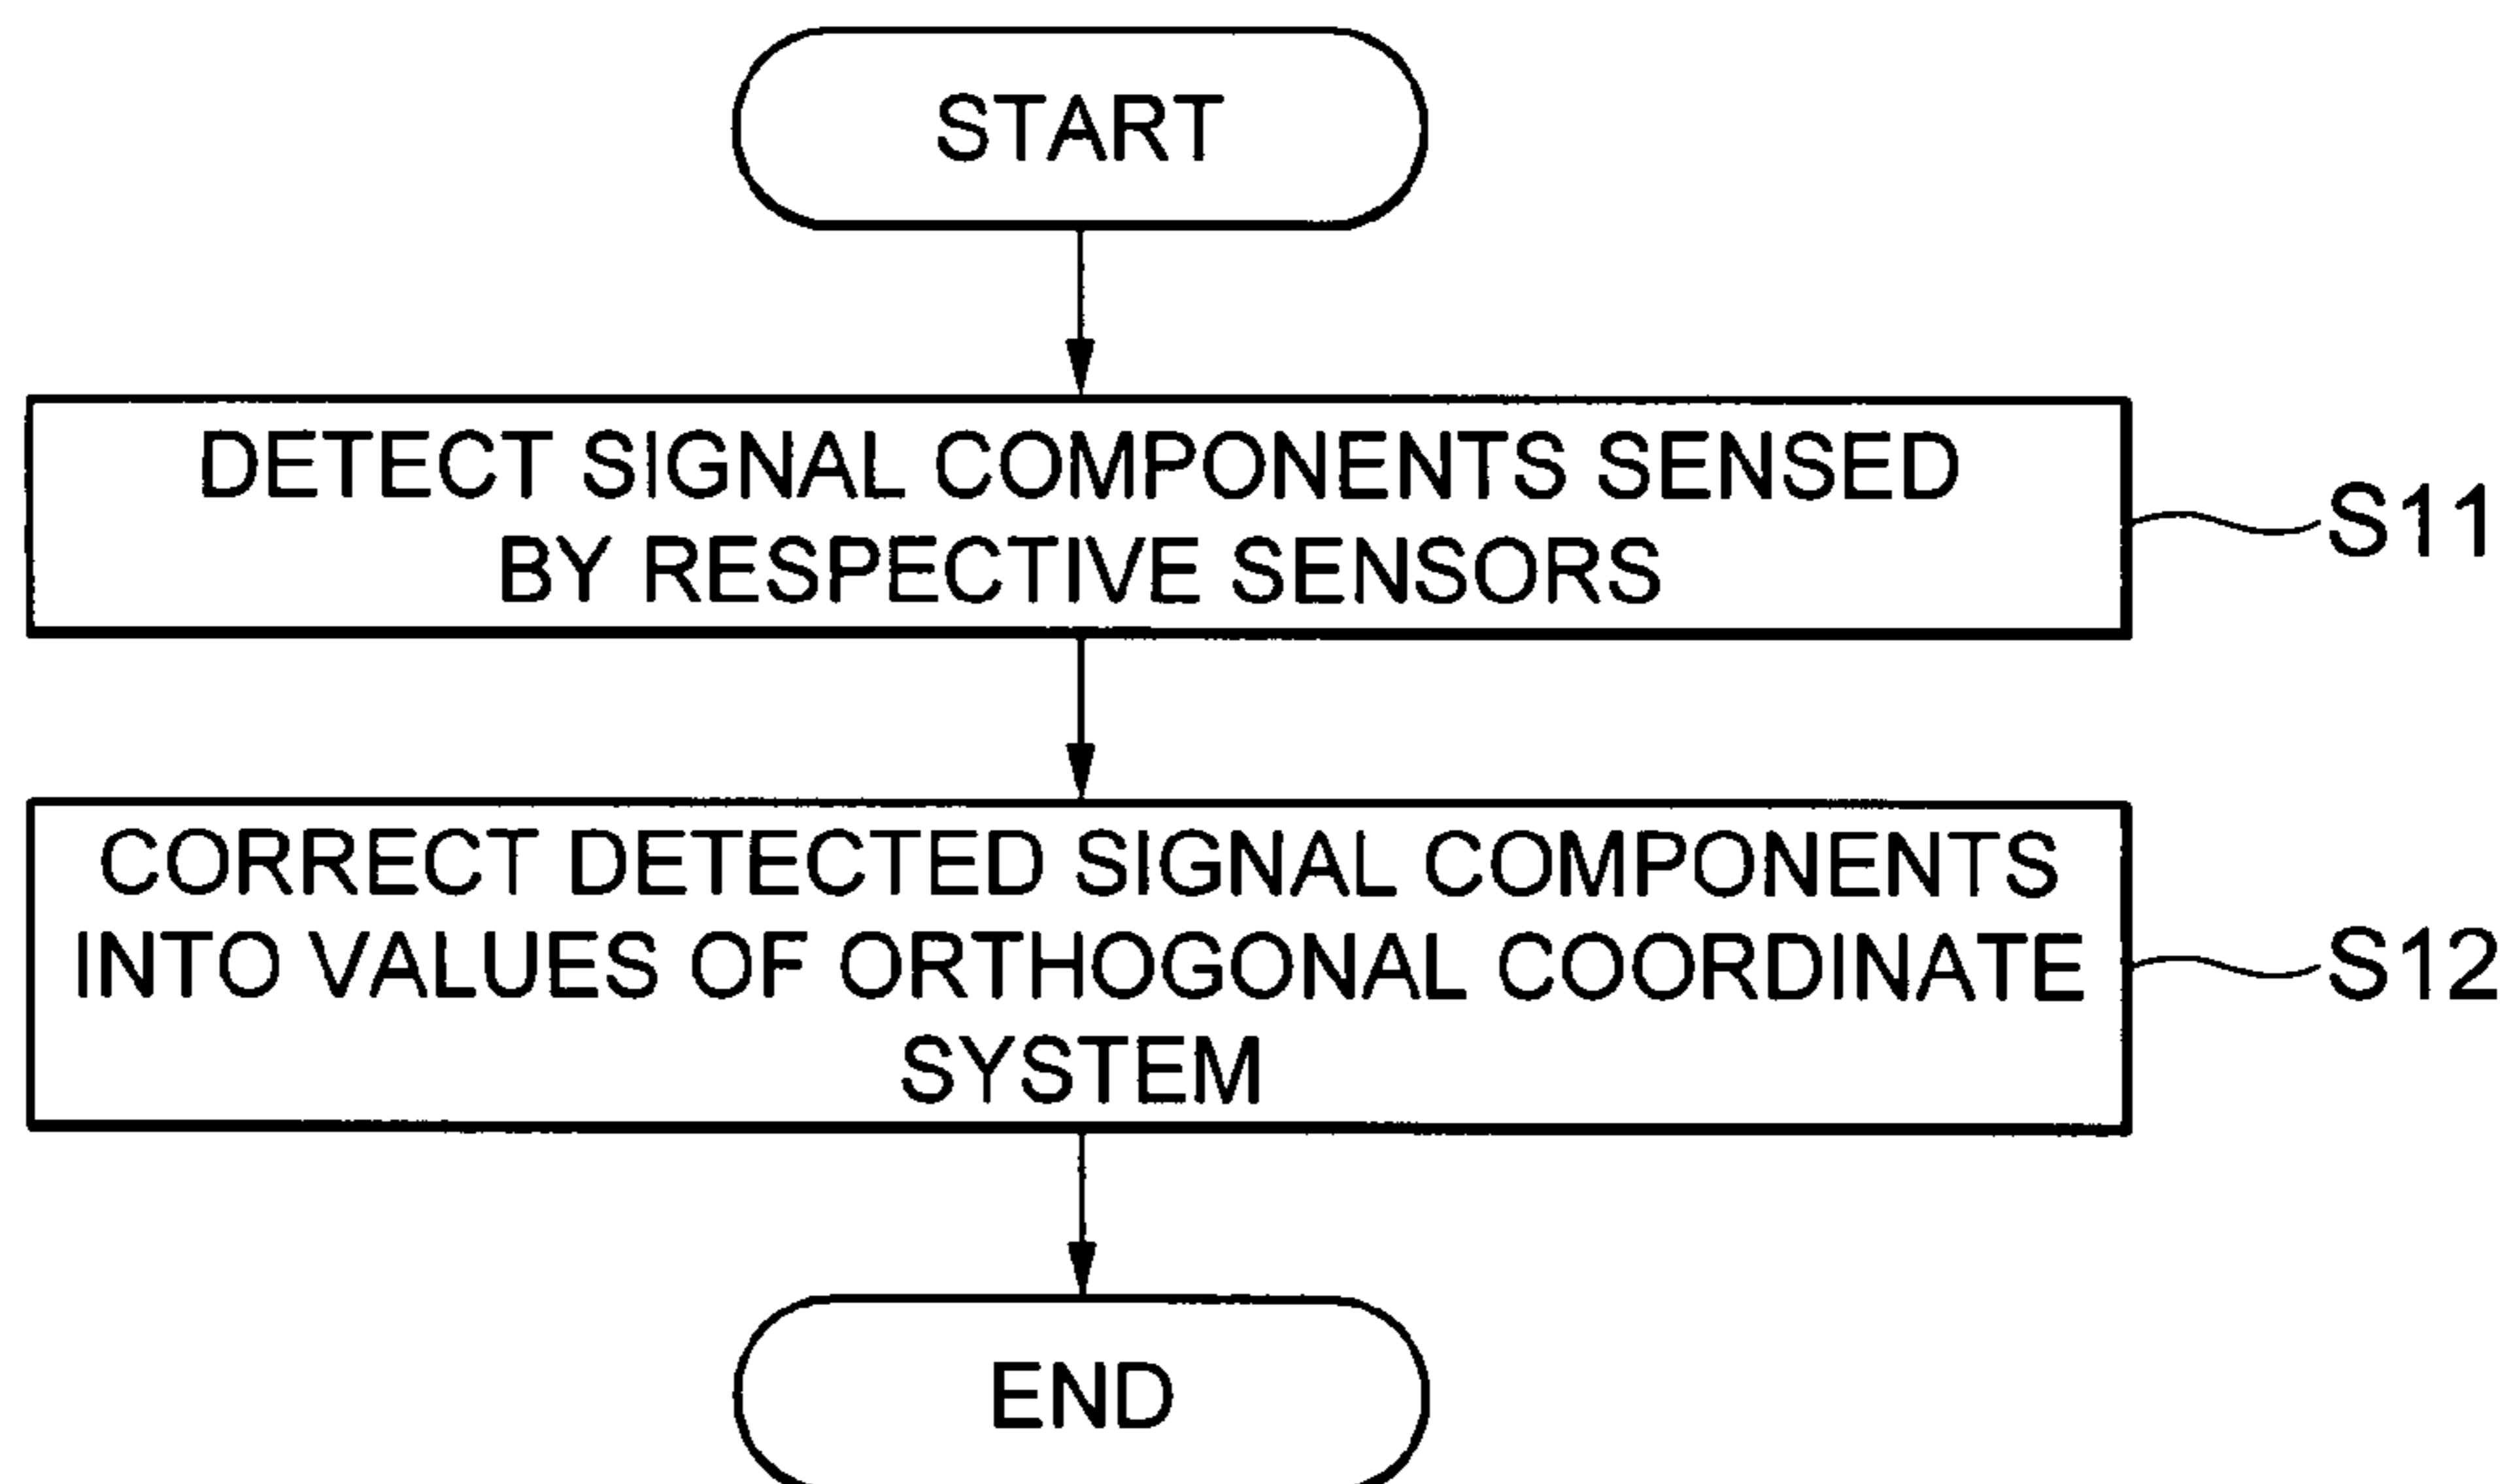 START
DETECT SIGNAL COMPONENTS SENSED
BY RESPECTIVE SENSORS
S11
CORRECT DETECTED SIGNAL COMPONENTS
INTO VALUES OF ORTHOGONAL COORDINATE
SYSTEM
S12
END